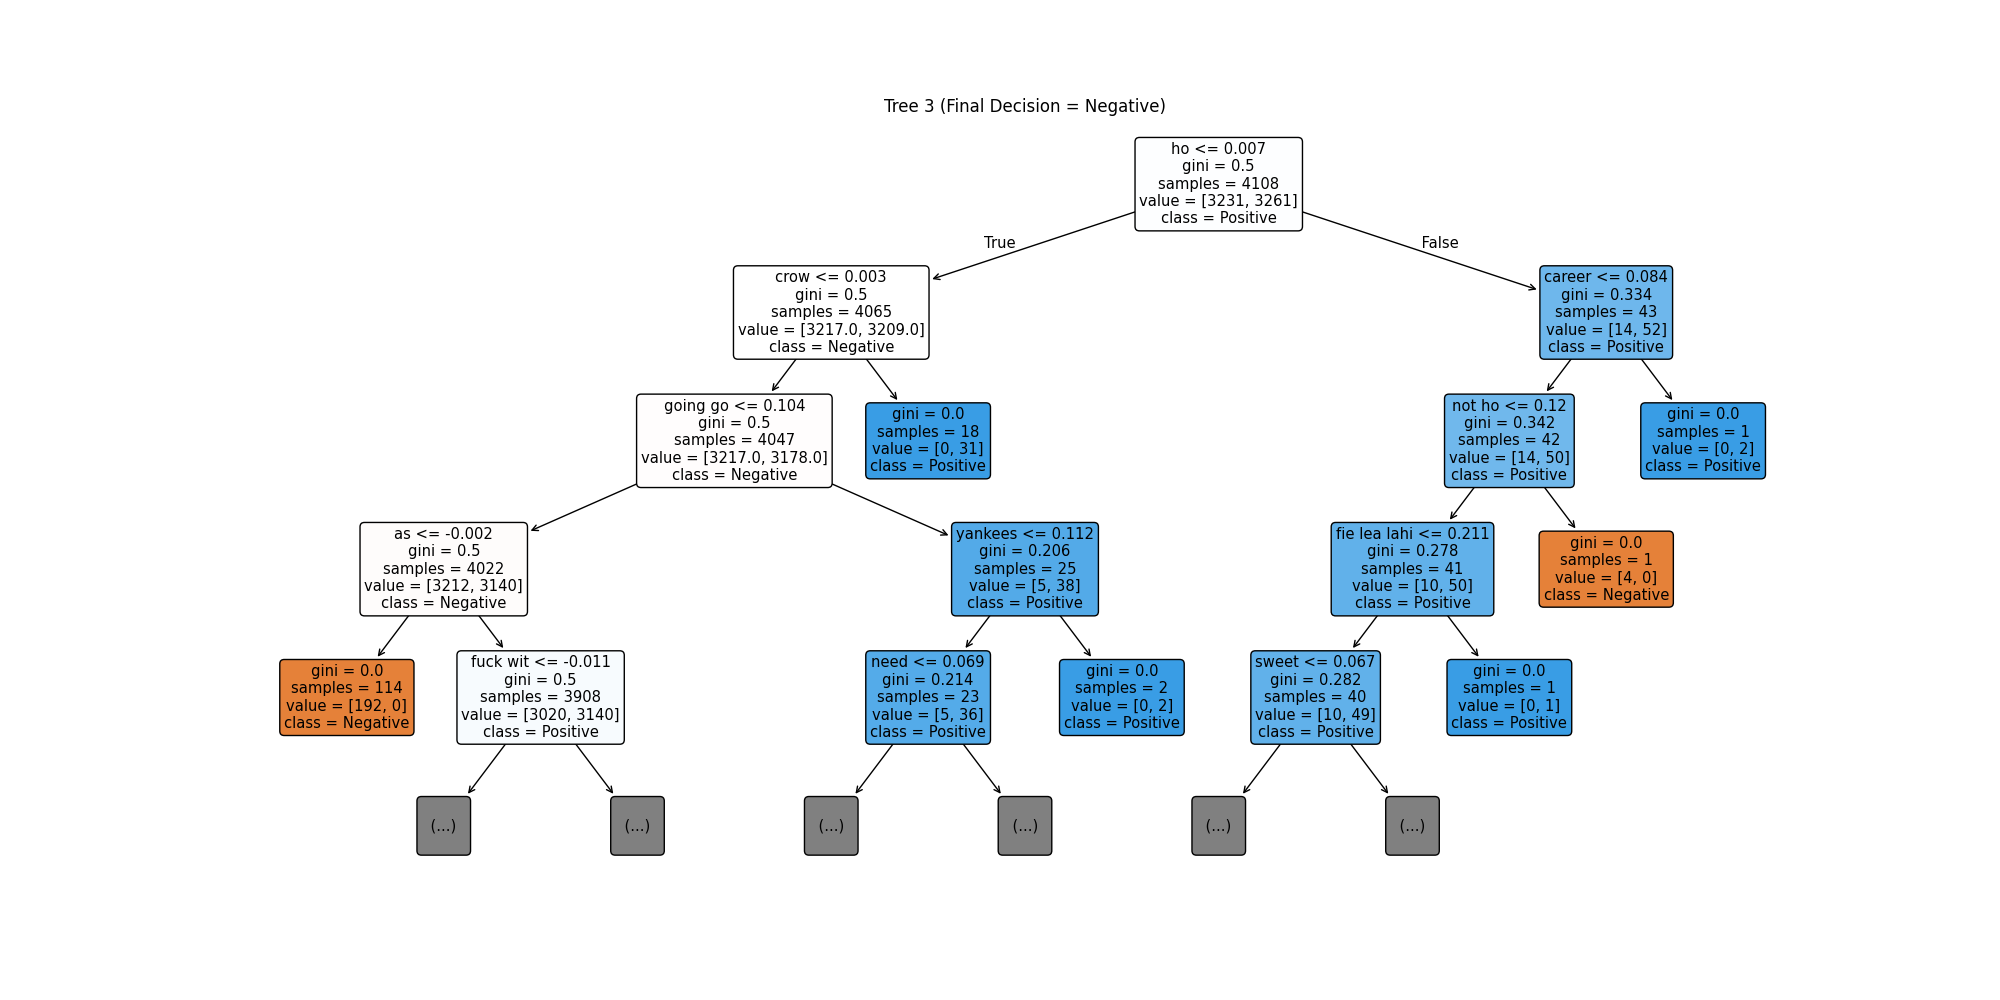 Tree 3 (Final Decision = Negative)
ho <= 0.007
gini = 0.5
samples = 4108
value = [3231, 3261]
class = Positive
True
False
crow <= 0.003
gini = 0.5
samples = 4065
value = [3217.0, 3209.0]
class = Negative
career <= 0.084
gini = 0.334
samples = 43
value = [14, 52]
class = Positive
going go <= 0.104
gini = 0.5
samples = 4047
value = [3217.0, 3178.0]
class = Negative
gini = 0.0
samples = 18
value = [0, 31]
class = Positive
not ho <= 0.12
gini = 0.342
samples = 42
value = [14, 50]
class = Positive
gini = 0.0
samples = 1
value = [0, 2]
class = Positive
as <= -0.002
gini = 0.5
samples = 4022
value = [3212, 3140]
class = Negative
yankees <= 0.112
gini = 0.206
samples = 25
value = [5, 38]
class = Positive
fie lea lahi <= 0.211
gini = 0.278
samples = 41
value = [10, 50]
class = Positive
gini = 0.0
samples = 1
value = [4, 0]
class = Negative
gini = 0.0
samples = 114
value = [192, 0]
class = Negative
fuck wit <= -0.011
gini = 0.5
samples = 3908
value = [3020, 3140]
class = Positive
need <= 0.069
gini = 0.214
samples = 23
value = [5, 36]
class = Positive
gini = 0.0
samples = 2
value = [0, 2]
class = Positive
sweet <= 0.067
gini = 0.282
samples = 40
value = [10, 49]
class = Positive
gini = 0.0
samples = 1
value = [0, 1]
class = Positive
(...)
(...)
(...)
(...)
(...)
(...)